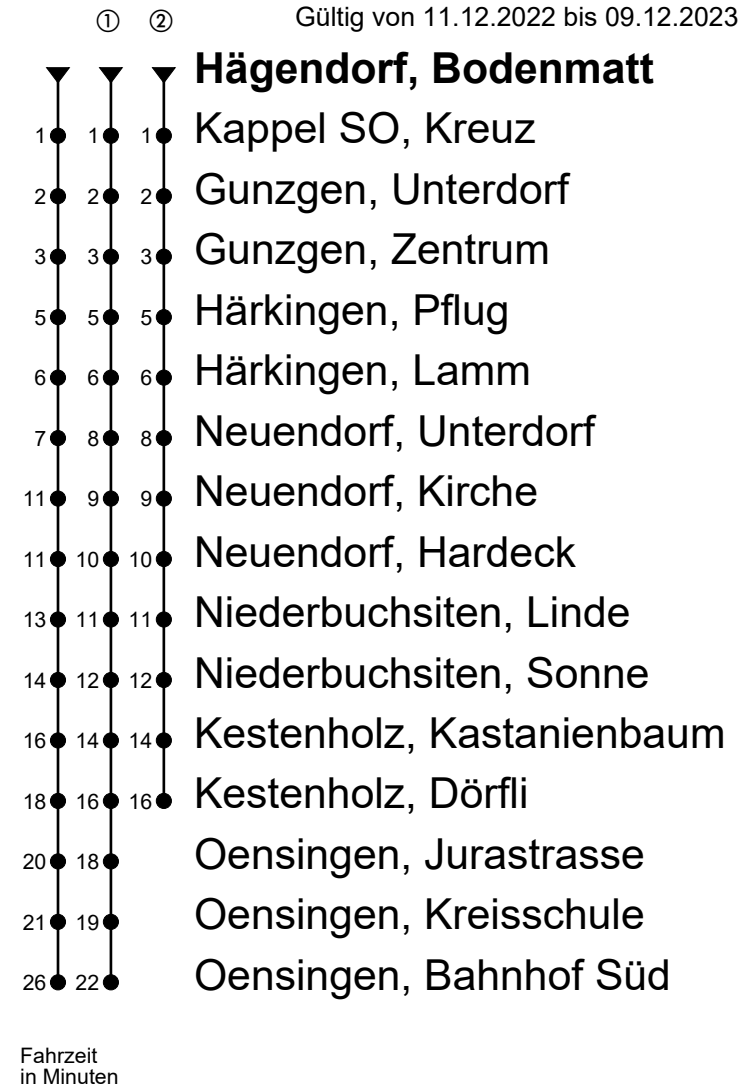 ① ② Gültig von 11.12.2022 bis 09.12.2023
Hägendorf, Bodenmatt
1 1 1 Kappel SO, Kreuz
2 2 2 Gunzgen, Unterdorf
3 3 3 Gunzgen, Zentrum
5 5 5 Härkingen, Pflug
6 6 6 Härkingen, Lamm
7 8 8 Neuendorf, Unterdorf
11 9 9 Neuendorf, Kirche
11 10 10 Neuendorf, Hardeck
13 11 11 Niederbuchsiten, Linde
14 12 12 Niederbuchsiten, Sonne
16 14 14 Kestenholz, Kastanienbaum
18 16 16 Kestenholz, Dörfli
20 18 Oensingen, Jurastrasse
21 19 Oensingen, Kreisschule
26 22 Oensingen, Bahnhof Süd
Fahrzeit
in Minuten